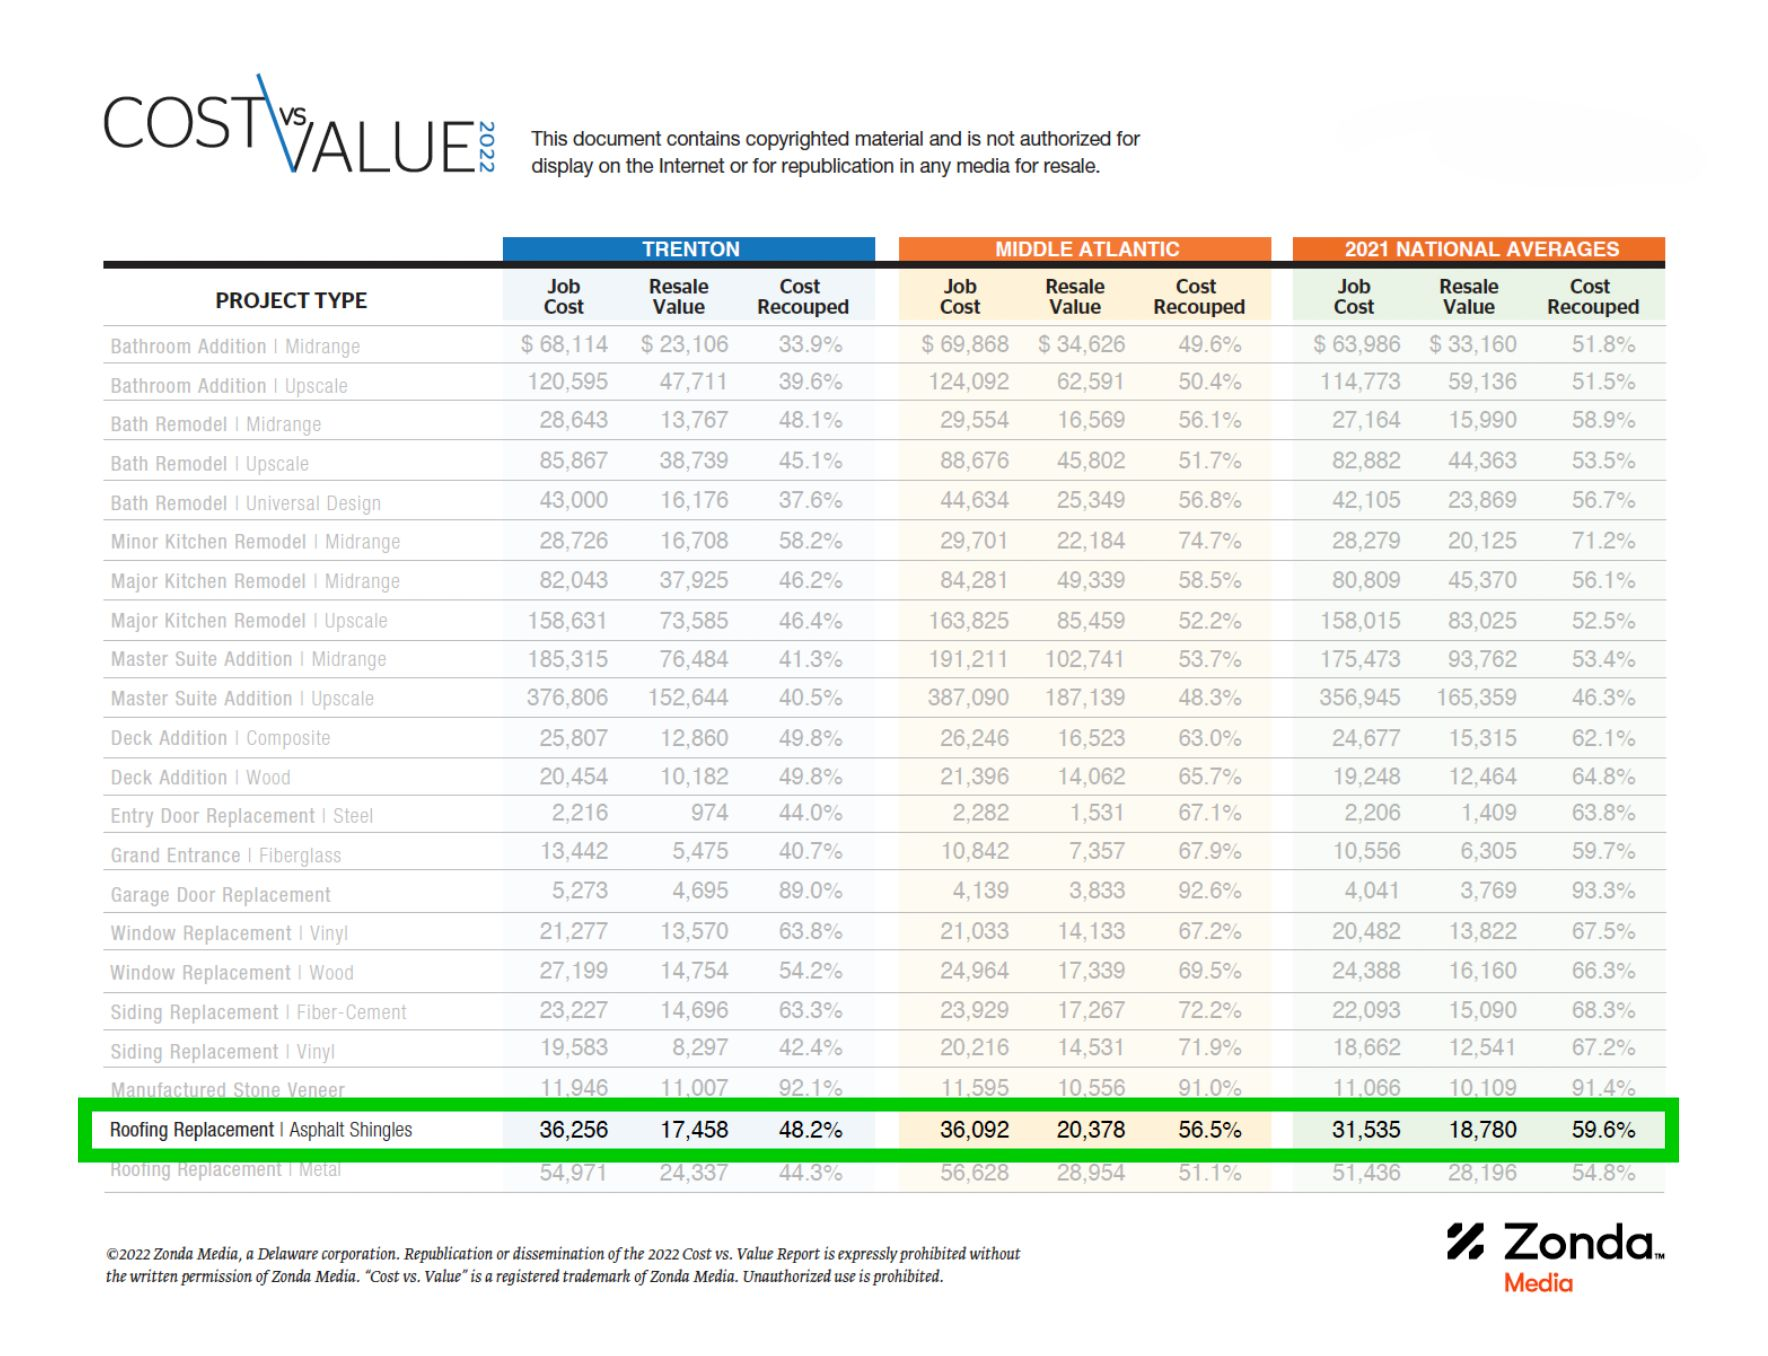 COST VS VALUE 2022
This document contains copyrighted material and is not authorized for
display on the Internet or for republication in any media for resale.
TRENTON MIDDLE ATLANTIC 2021 NATIONAL AVERAGES
PROJECT TYPE Job Cost Resale Value Cost Recouped Job Cost Resale Value Cost Recouped Job Cost Resale Value Cost Recouped
Bathroom Addition | Midrange $ 68,114 $ 23,106 33.9% $ 69,868 $ 34,626 49.6% $ 63,986 $ 33,160 51.8%
Bathroom Addition | Upscale 120,595 47,711 39.6% 124,092 62,591 50.4% 114,773 59,136 51.5%
Bath Remodel | Midrange 28,643 13,767 48.1% 29,554 16,569 56.1% 27,164 15,990 58.9%
Bath Remodel | Upscale 85,867 38,739 45.1% 88,676 45,802 51.7% 82,882 44,363 53.5%
Bath Remodel | Universal Design 43,000 16,176 37.6% 44,634 25,349 56.8% 42,105 23,869 56.7%
Minor Kitchen Remodel | Midrange 28,726 16,708 58.2% 29,701 22,184 74.7% 28,279 20,125 71.2%
Major Kitchen Remodel | Midrange 82,043 37,925 46.2% 84,281 49,339 58.5% 80,809 45,370 56.1%
Major Kitchen Remodel | Upscale 158,631 73,585 46.4% 163,825 85,459 52.2% 158,015 83,025 52.5%
Master Suite Addition | Midrange 185,315 76,484 41.3% 191,211 102,741 53.7% 175,473 93,762 53.4%
Master Suite Addition | Upscale 376,806 152,644 40.5% 387,090 187,139 48.3% 356,945 165,359 46.3%
Deck Addition | Composite 25,807 12,860 49.8% 26,246 16,523 63.0% 24,677 15,315 62.1%
Deck Addition | Wood 20,454 10,182 49.8% 21,396 14,062 65.7% 19,248 12,464 64.8%
Entry Door Replacement | Steel 2,216 974 44.0% 2,282 1,531 67.1% 2,206 1,409 63.8%
Grand Entrance | Fiberglass 13,442 5,475 40.7% 10,842 7,357 67.9% 10,556 6,305 59.7%
Garage Door Replacement 5,273 4,695 89.0% 4,139 3,833 92.6% 4,041 3,769 93.3%
Window Replacement | Vinyl 21,277 13,570 63.8% 21,033 14,133 67.2% 20,482 13,822 67.5%
Window Replacement | Wood 27,199 14,754 54.2% 24,964 17,339 69.5% 24,388 16,160 66.3%
Siding Replacement | Fiber-Cement 23,227 14,696 63.3% 23,929 17,267 72.2% 22,093 15,090 68.3%
Siding Replacement | Vinyl 19,583 8,297 42.4% 20,216 14,531 71.9% 18,662 12,541 67.2%
Manufactured Stone Veneer 11,946 11,007 92.1% 11,595 10,556 91.0% 11,066 10,109 91.4%
Roofing Replacement | Asphalt Shingles 36,256 17,458 48.2% 36,092 20,378 56.5% 31,535 18,780 59.6%
Roofing Replacement | Metal 54,971 24,337 44.3% 56,628 28,954 51.1% 51,436 28,196 54.8%
©2022 Zonda Media, a Delaware corporation. Republication or dissemination of the 2022 Cost vs. Value Report is expressly prohibited without
the written permission of Zonda Media. "Cost vs. Value" is a registered trademark of Zonda Media. Unauthorized use is prohibited.
Zonda™
Media